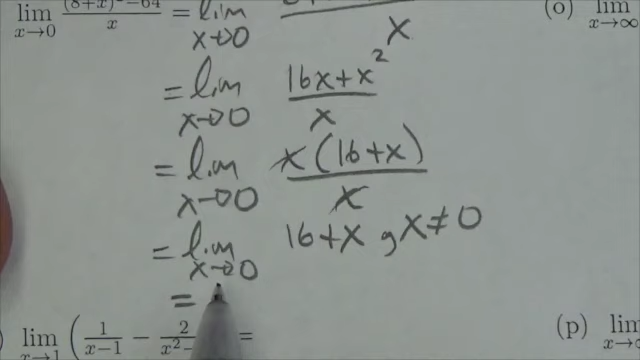 lim x→0 (8+x)² − 64 / x = lim x→0 / x (o) lim x→∞
= lim x→0 16x+x² / x
= lim x→0 x(16+x) / x
= lim x→0 16+x , x≠0
=
lim x→1 ( 1/x−1 − 2/x²− = (p) lim x→∞